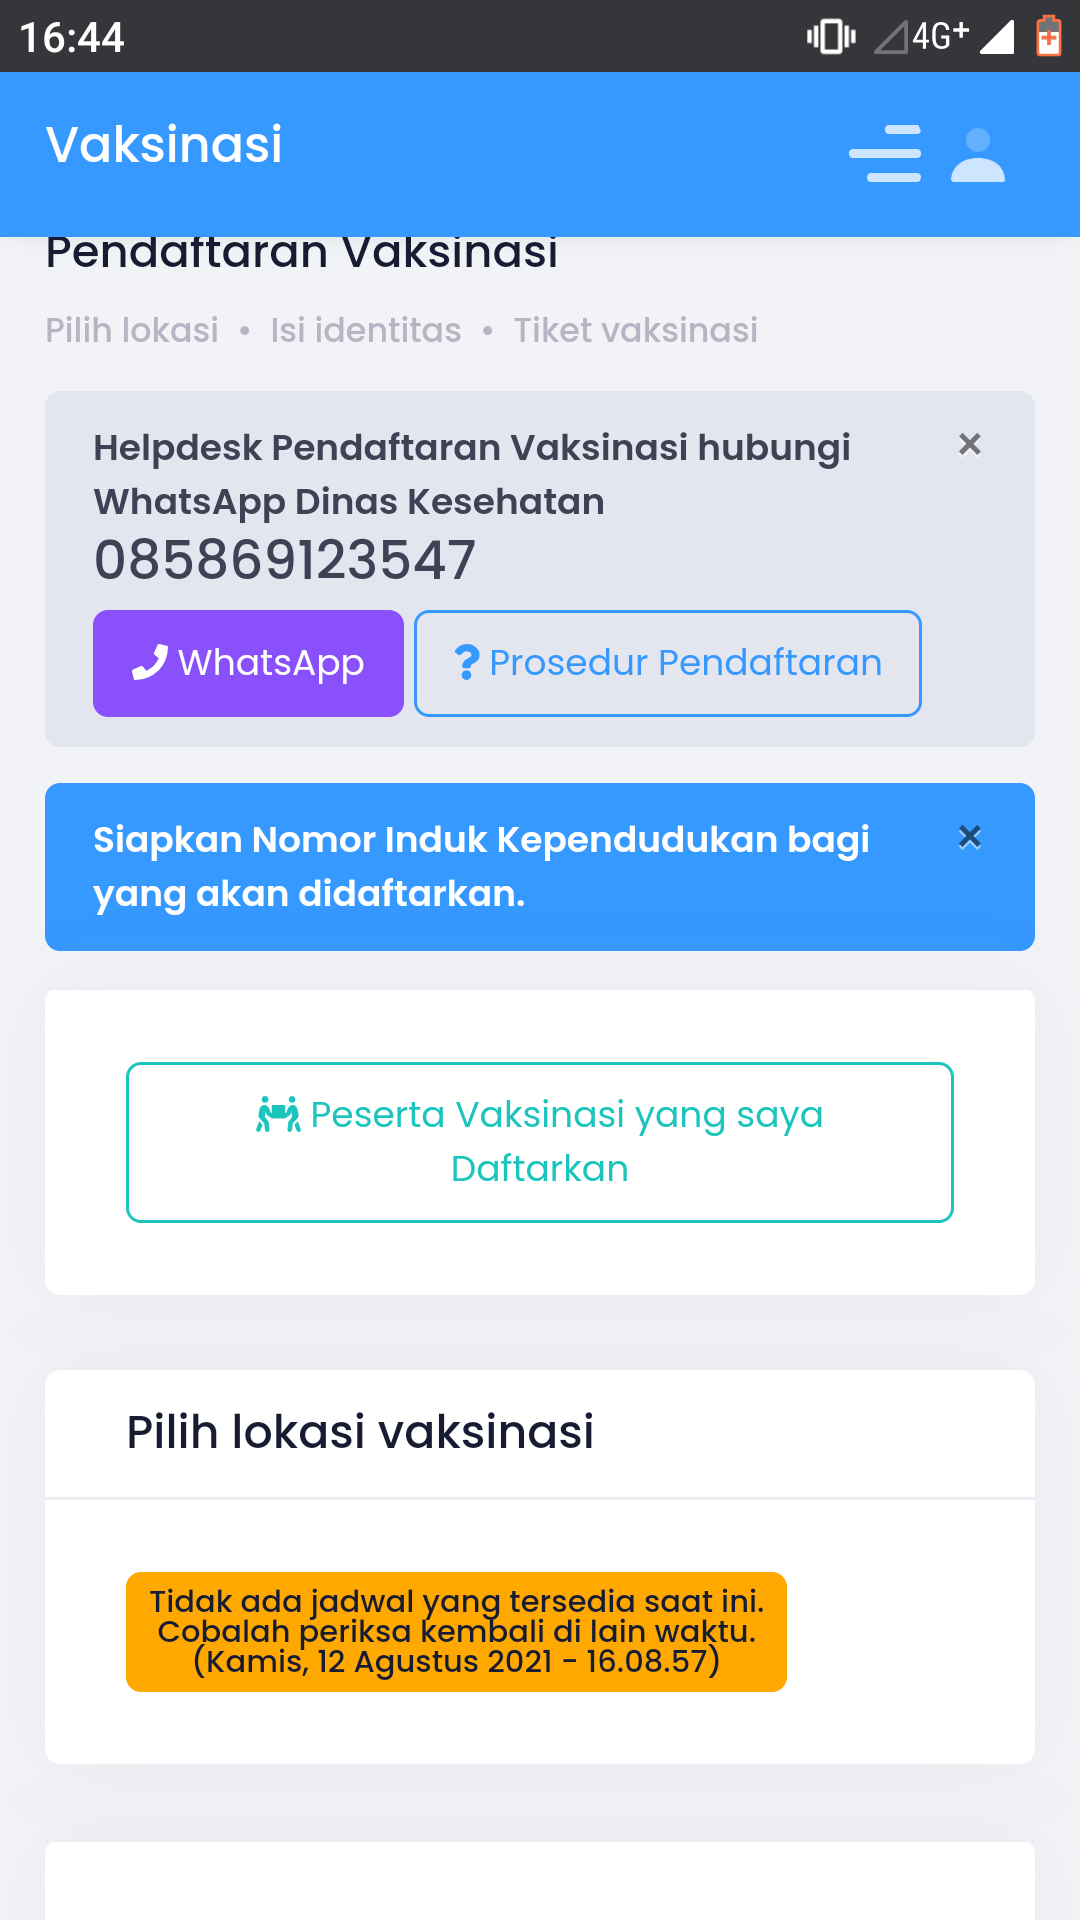 16:44
4G+
Vaksinasi
Pendaftaran Vaksinasi
Pilih lokasi • Isi identitas • Tiket vaksinasi
Helpdesk Pendaftaran Vaksinasi hubungi
WhatsApp Dinas Kesehatan
085869123547
WhatsApp
? Prosedur Pendaftaran
Siapkan Nomor Induk Kependudukan bagi
yang akan didaftarkan.
Peserta Vaksinasi yang saya
Daftarkan
Pilih lokasi vaksinasi
Tidak ada jadwal yang tersedia saat ini.
Cobalah periksa kembali di lain waktu.
(Kamis, 12 Agustus 2021 - 16.08.57)